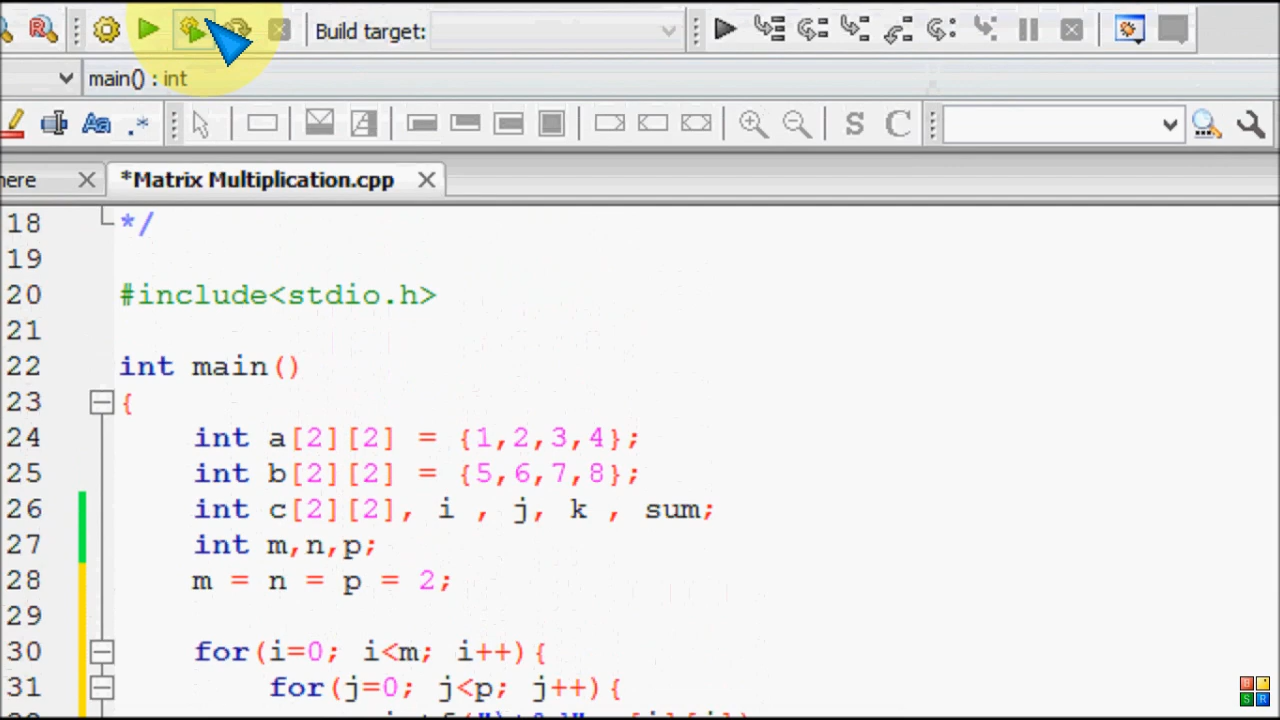 Build target:
main() : int
Aa .*
S C
here
*Matrix Multiplication.cpp
18 */
19
20 #include<stdio.h>
21
22 int main()
23 {
24 int a[2][2] = {1,2,3,4};
25 int b[2][2] = {5,6,7,8};
26 int c[2][2], i , j, k , sum;
27 int m,n,p;
28 m = n = p = 2;
29
30 for(i=0; i<m; i++){
31 for(j=0; j<p; j++){